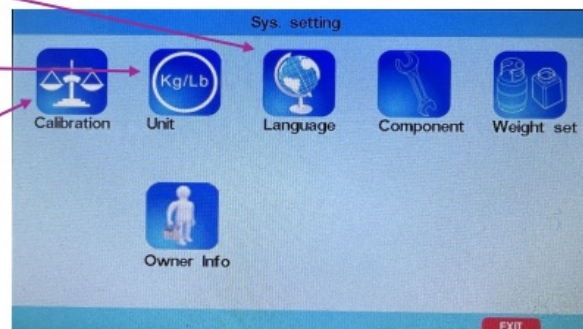 Sys. setting
Kg/Lb
Calibration Unit Language Component Weight set
Owner Info
EXIT